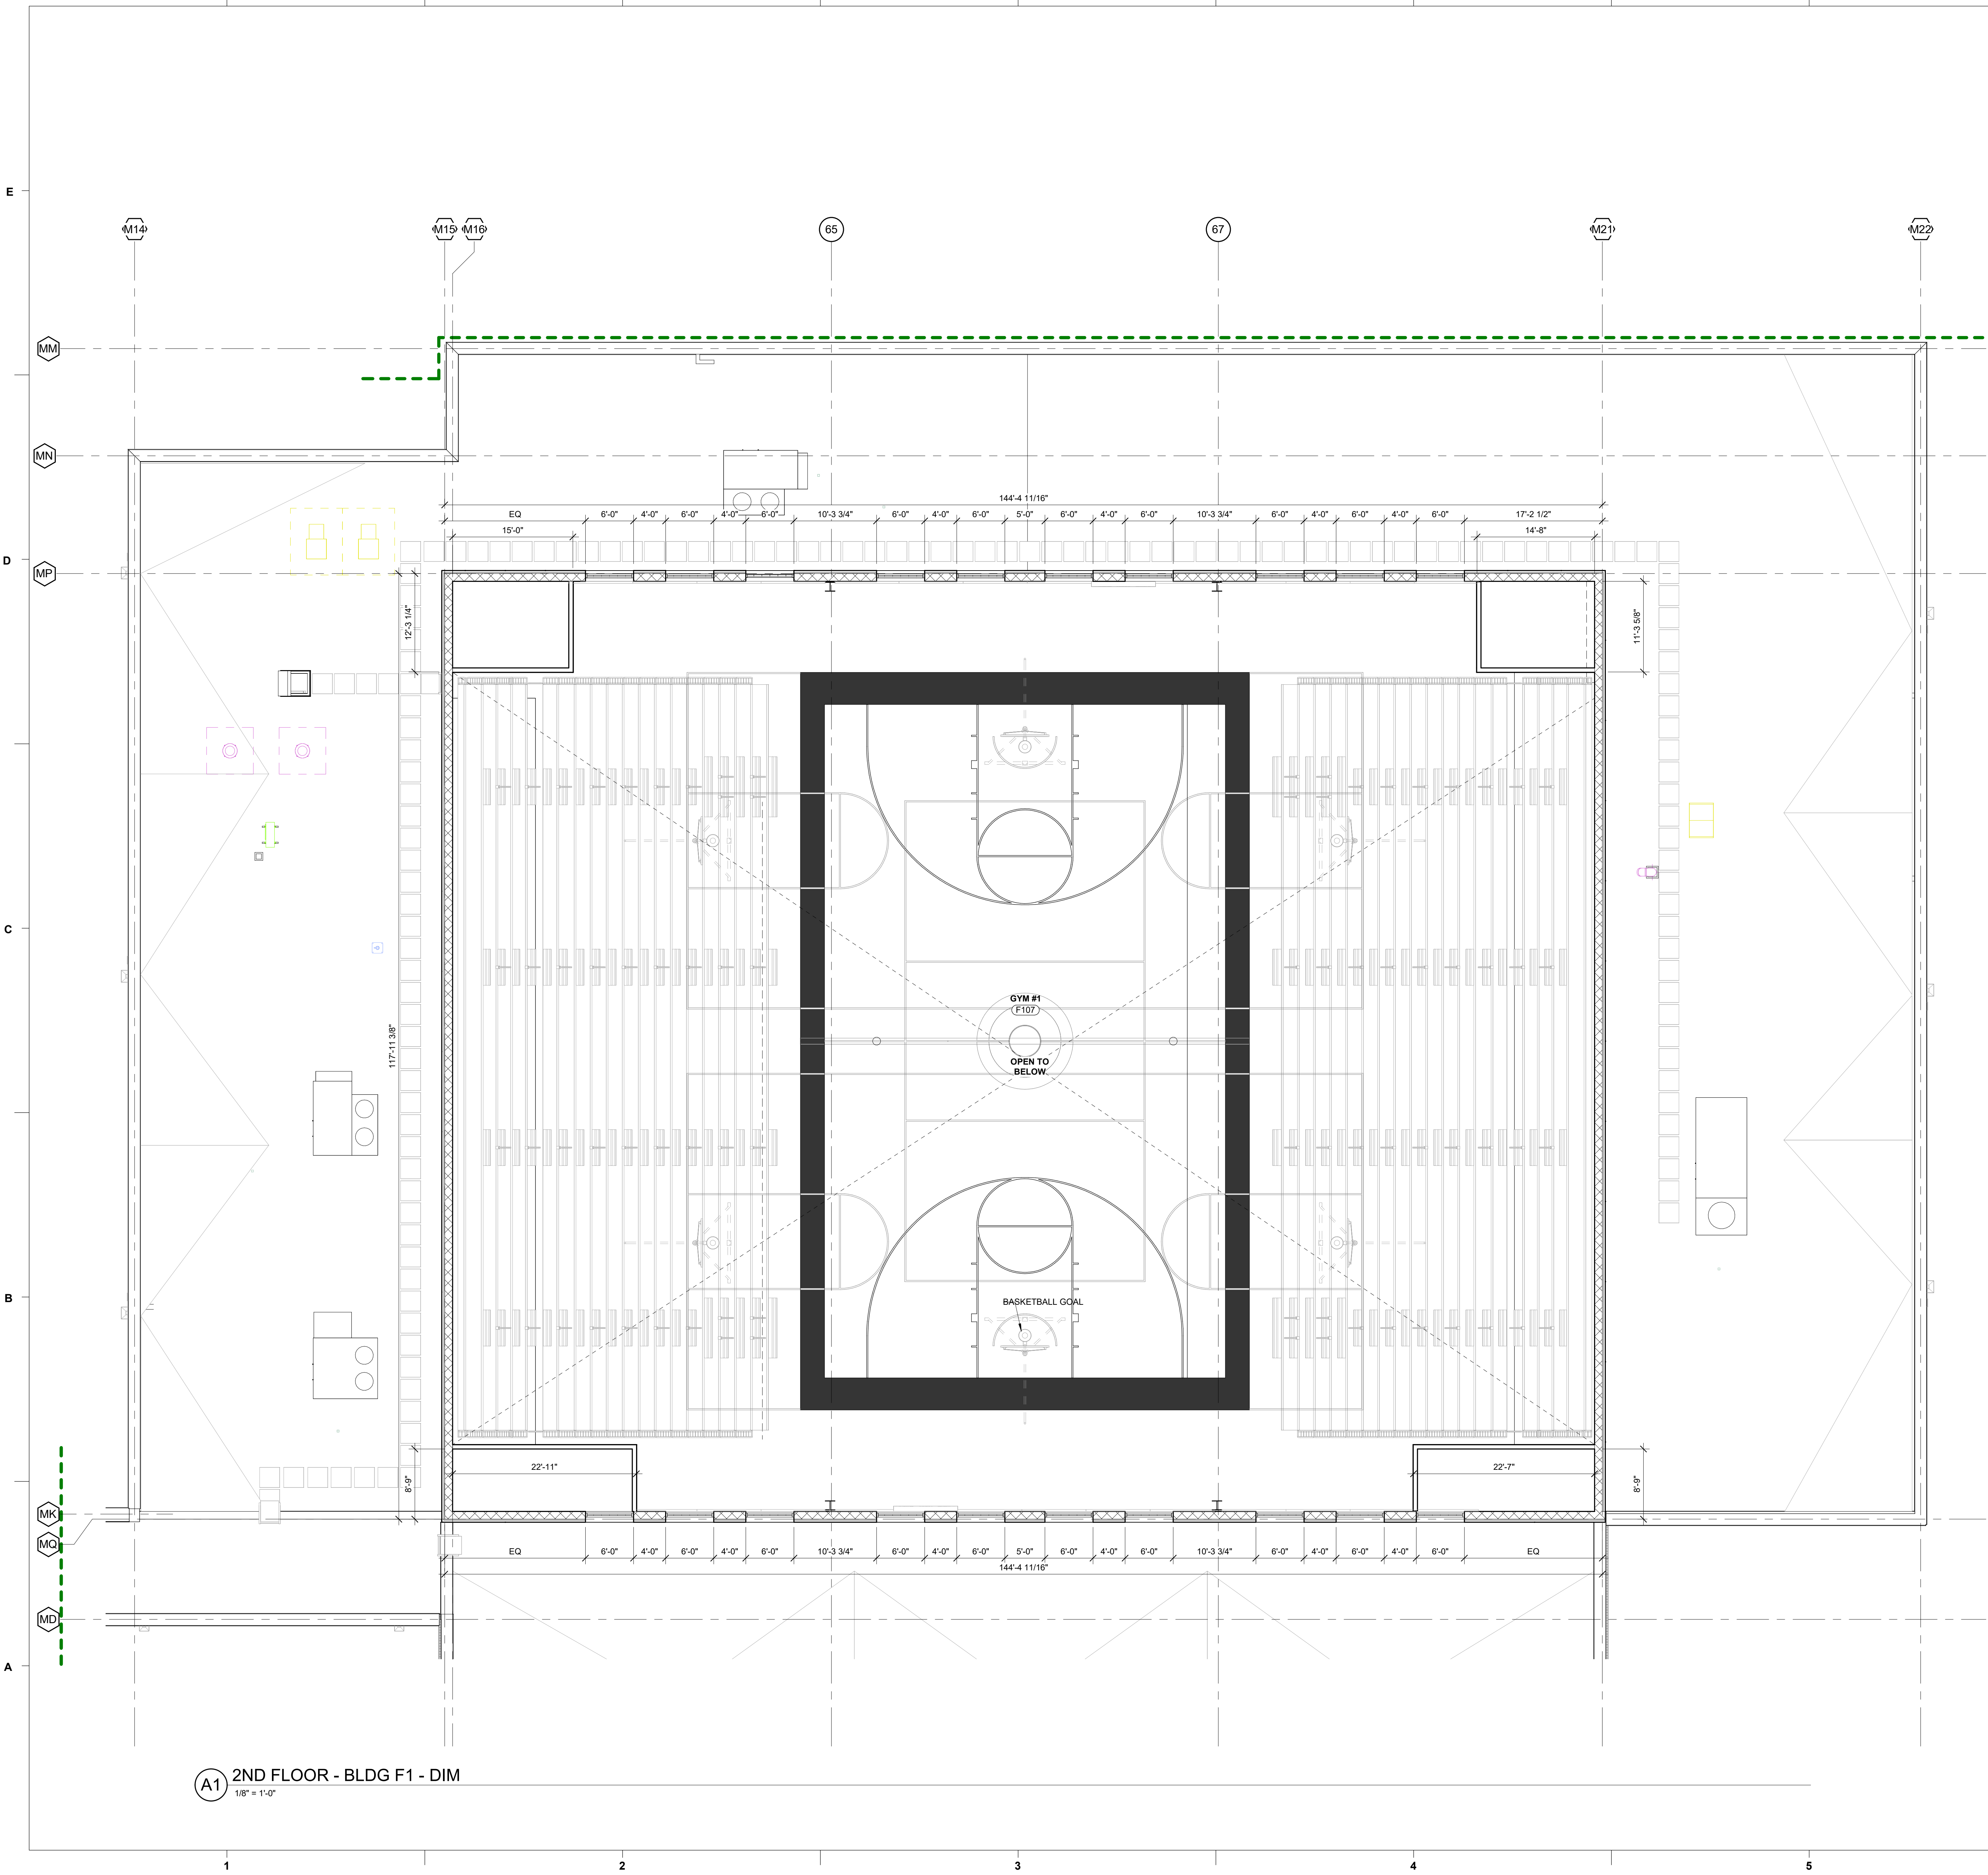 E
M14
M15
M16
65
67
M21
M22
MM
MN
144'-4 11/16"
EQ
6'-0"
4'-0"
6'-0"
4'-0"
6'-0"
10'-3 3/4"
6'-0"
4'-0"
6'-0"
5'-0"
6'-0"
4'-0"
6'-0"
10'-3 3/4"
6'-0"
4'-0"
6'-0"
4'-0"
6'-0"
17'-2 1/2"
15'-0"
14'-8"
D
MP
12'-3 1/4"
11'-3 5/8"
C
GYM #1
F107
117'-11 3/8"
OPEN TO
BELOW
B
BASKETBALL GOAL
22'-11"
22'-7"
8'-9"
8'-9"
MK
MQ
EQ
6'-0"
4'-0"
6'-0"
4'-0"
6'-0"
10'-3 3/4"
6'-0"
4'-0"
6'-0"
5'-0"
6'-0"
4'-0"
6'-0"
10'-3 3/4"
6'-0"
4'-0"
6'-0"
4'-0"
6'-0"
EQ
144'-4 11/16"
MD
A
A1
2ND FLOOR - BLDG F1 - DIM
1/8" = 1'-0"
1
2
3
4
5